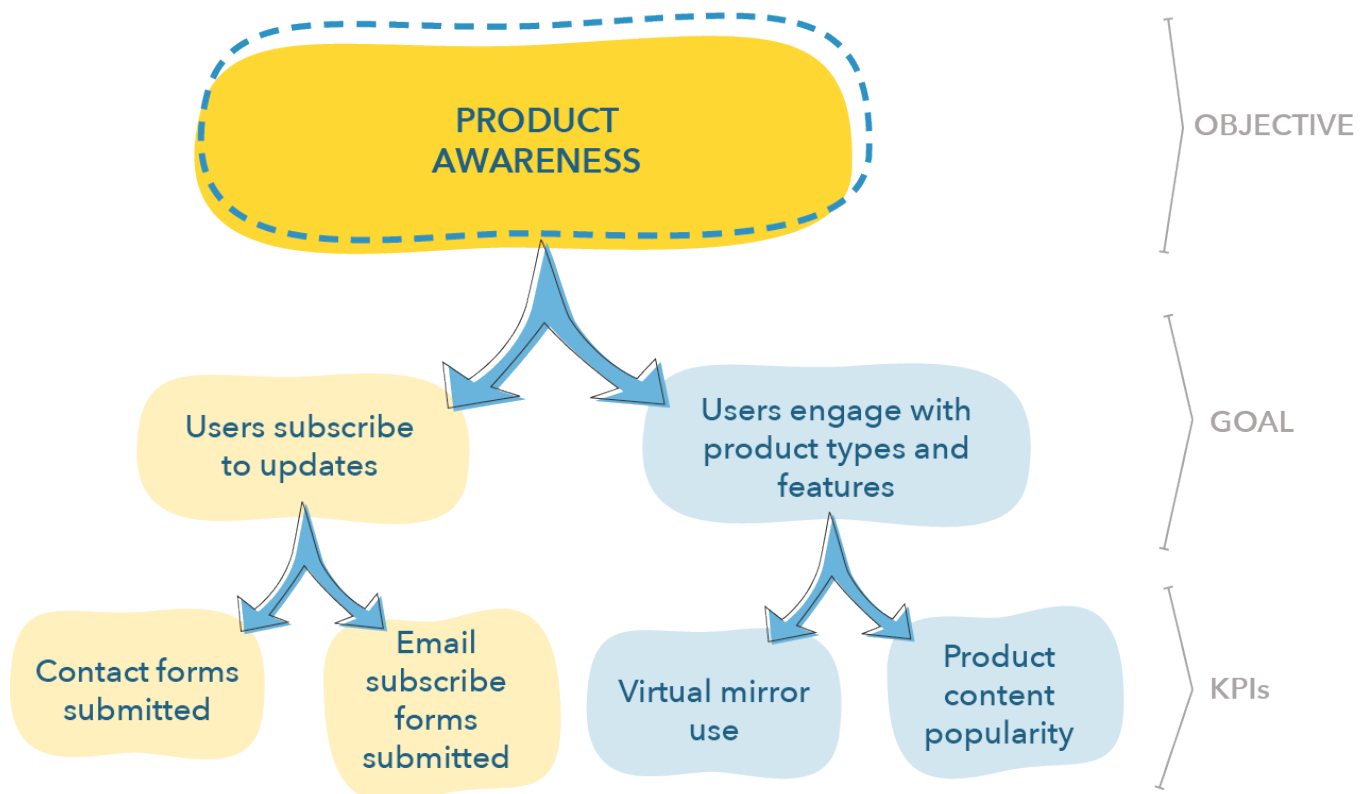 PRODUCT
AWARENESS
OBJECTIVE
Users subscribe
to updates
Users engage with
product types and
features
GOAL
Contact forms
submitted
Email
subscribe
forms
submitted
Virtual mirror
use
Product
content
popularity
KPIs